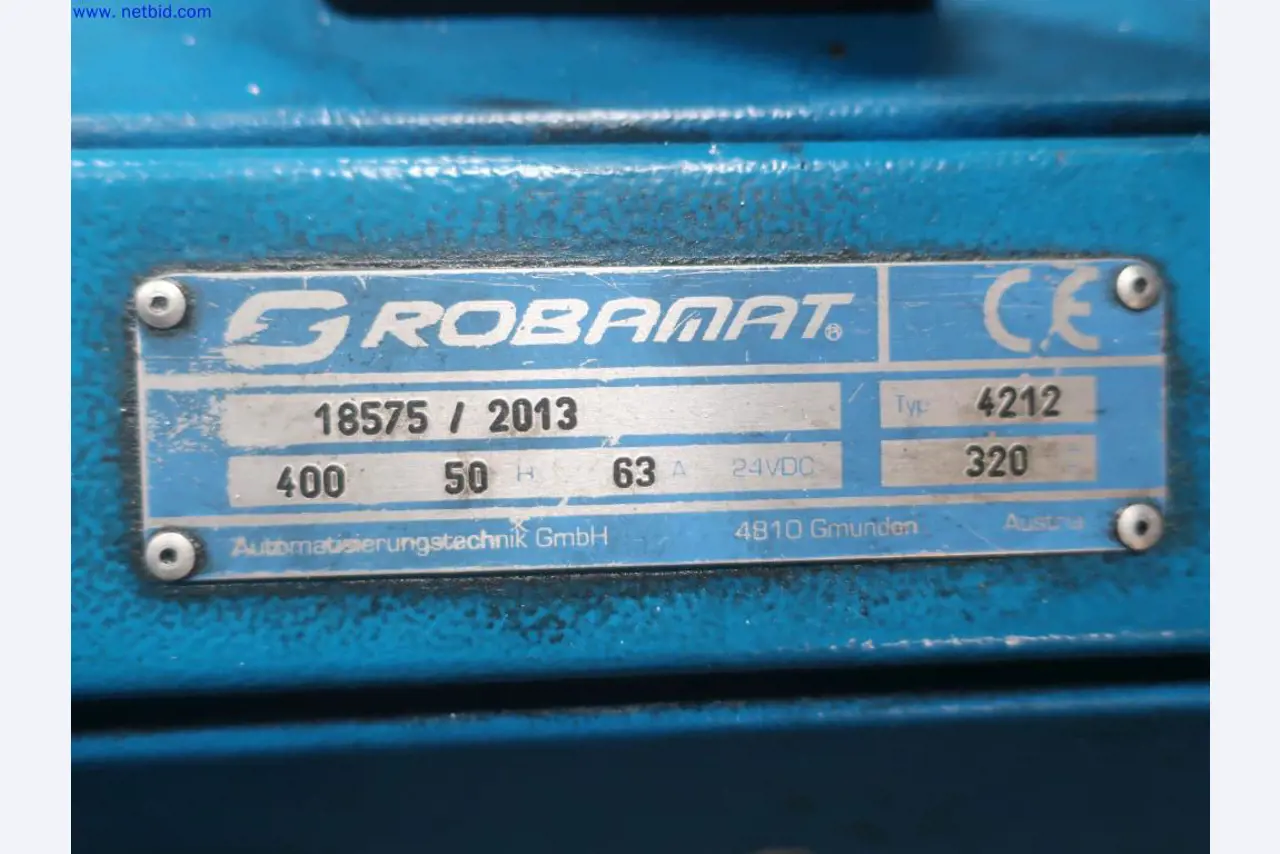 www.netbid.com
ROBAMAT® CE
18575 / 2013 Typ 4212
400 50 H 63 A 24VDC 320
Automatisierungstechnik GmbH 4810 Gmunden Austria